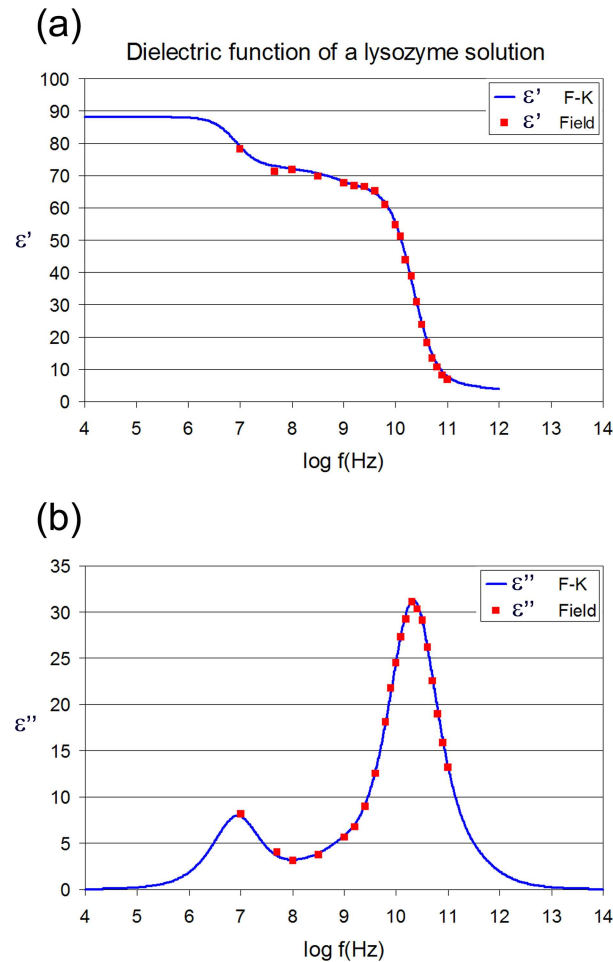 (a)
Dielectric function of a lysozyme solution
100
90
80
70
60
50
40
30
20
10
0
ε’
ε’ F-K
ε’ Field
4 5 6 7 8 9 10 11 12 13 14
log f(Hz)
(b)
35
30
25
20
15
10
5
0
ε’’
ε’’ F-K
ε’’ Field
4 5 6 7 8 9 10 11 12 13 14
log f(Hz)